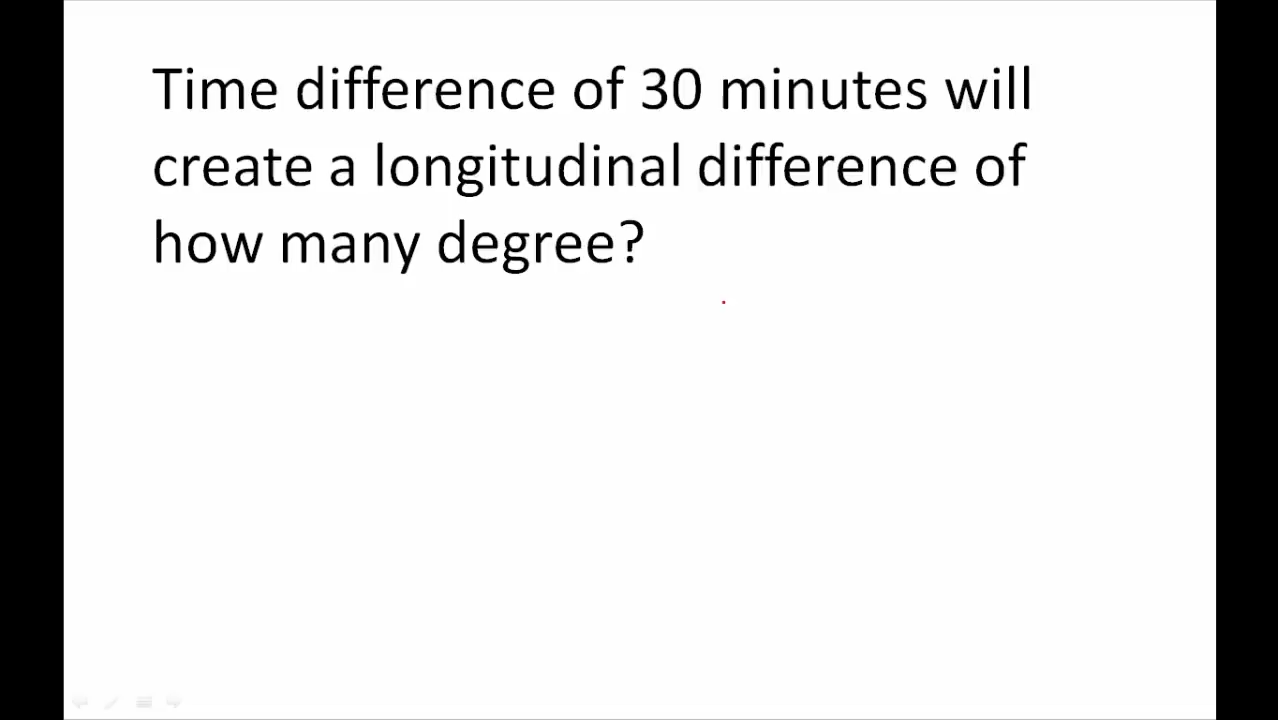 Time difference of 30 minutes will
create a longitudinal difference of
how many degree?